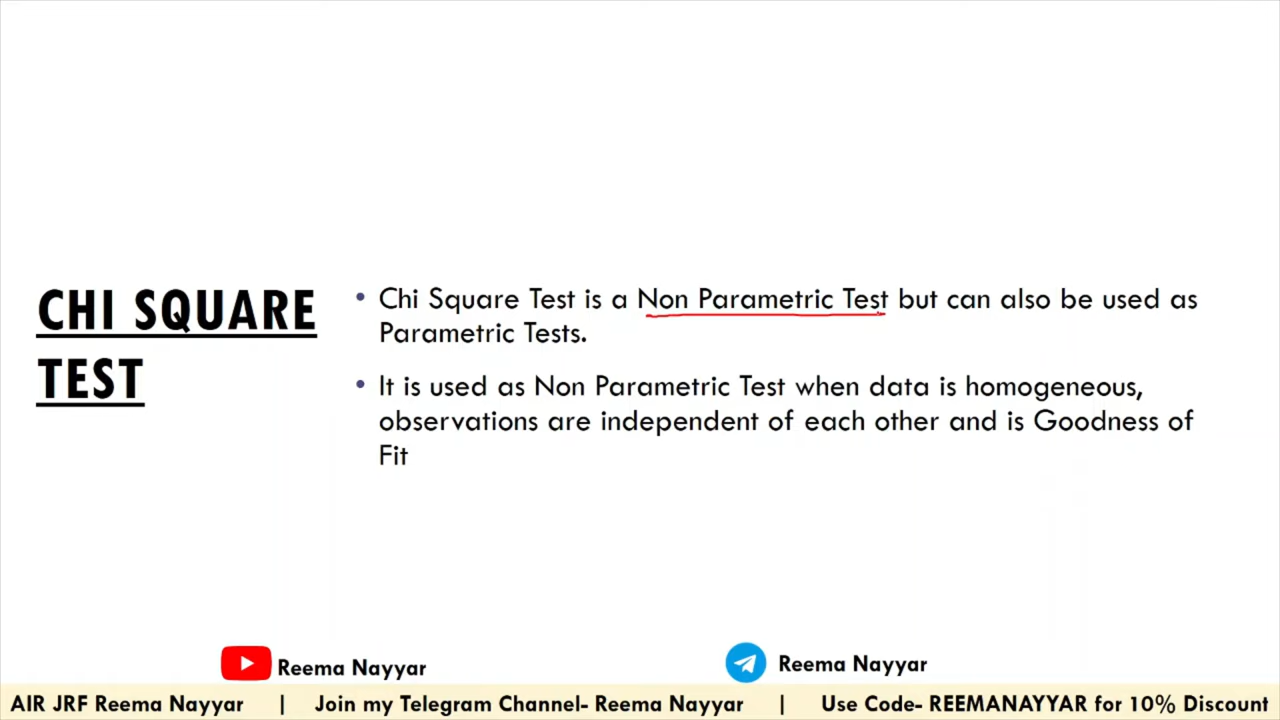 CHI SQUARE
TEST
• Chi Square Test is a Non Parametric Test but can also be used as
Parametric Tests.
• It is used as Non Parametric Test when data is homogeneous,
observations are independent of each other and is Goodness of
Fit
Reema Nayyar
Reema Nayyar
AIR JRF Reema Nayyar | Join my Telegram Channel- Reema Nayyar | Use Code- REEMANAYYAR for 10% Discount